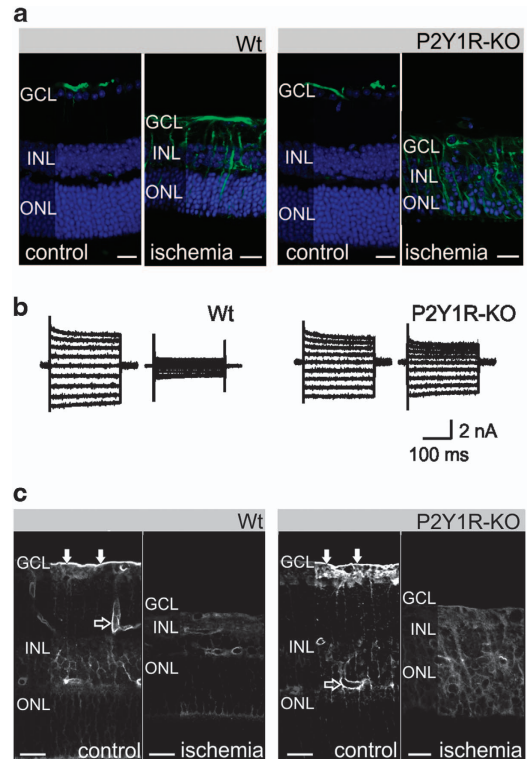 a
Wt
P2Y1R-KO
GCL
INL
ONL
control
GCL
INL
ONL
ischemia
GCL
INL
ONL
control
GCL
INL
ONL
ischemia
b
Wt
P2Y1R-KO
2 nA
100 ms
c
Wt
P2Y1R-KO
GCL
INL
ONL
control
GCL
INL
ONL
ischemia
GCL
INL
ONL
control
GCL
INL
ONL
ischemia